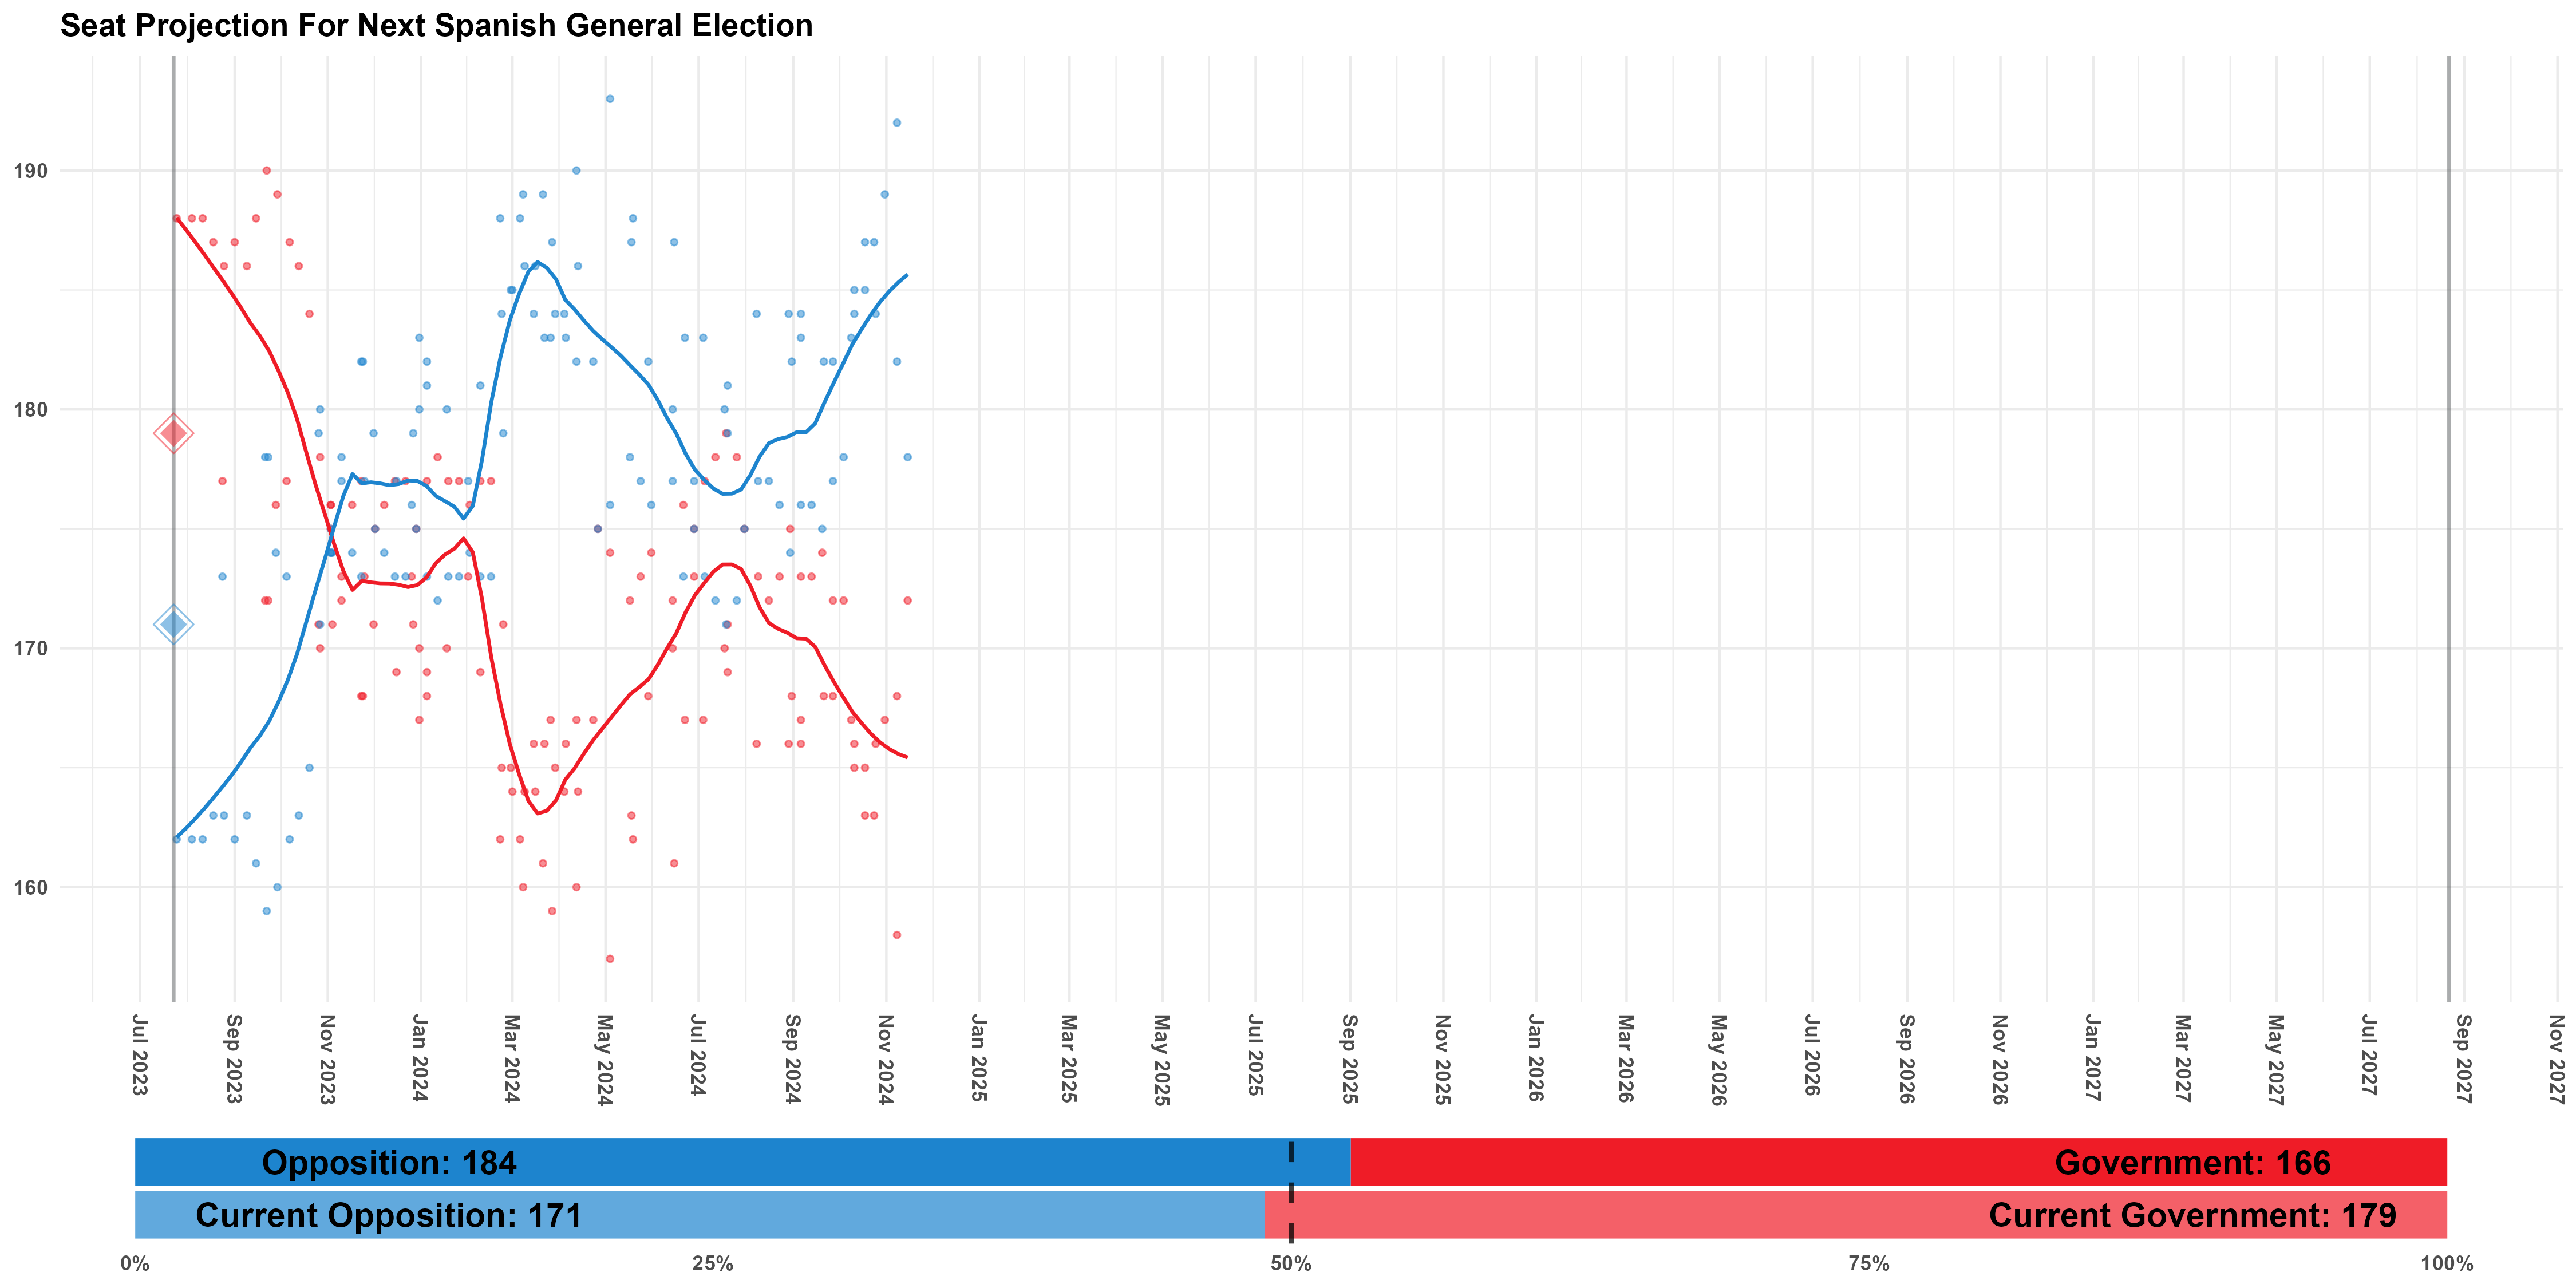 Seat Projection For Next Spanish General Election
190
180
170
160
Jul 2023
Sep 2023
Nov 2023
Jan 2024
Mar 2024
May 2024
Jul 2024
Sep 2024
Nov 2024
Jan 2025
Mar 2025
May 2025
Jul 2025
Sep 2025
Nov 2025
Jan 2026
Mar 2026
May 2026
Jul 2026
Sep 2026
Nov 2026
Jan 2027
Mar 2027
May 2027
Jul 2027
Sep 2027
Nov 2027
Opposition: 184 Government: 166
Current Opposition: 171 Current Government: 179
0% 25% 50% 75% 100%